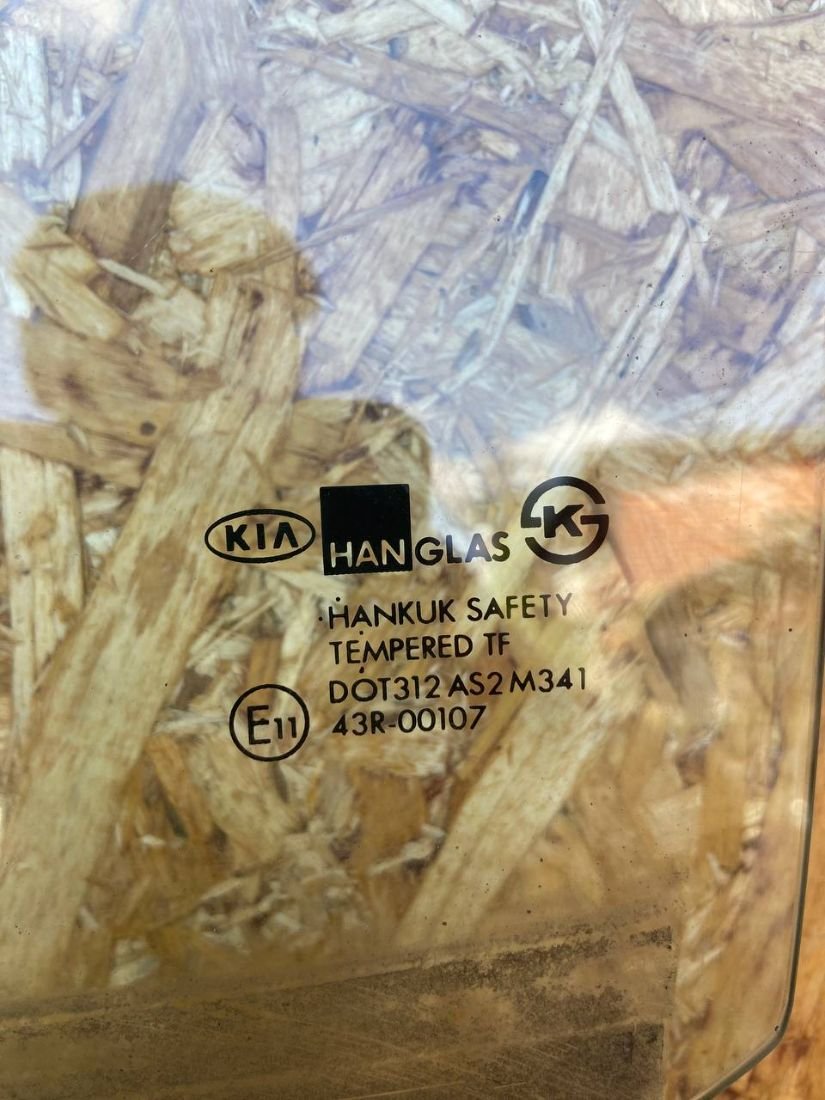 KIA HANGLAS K
HANKUK SAFETY
TEMPERED TF
DOT312 AS2 M341
E11 43R-00107